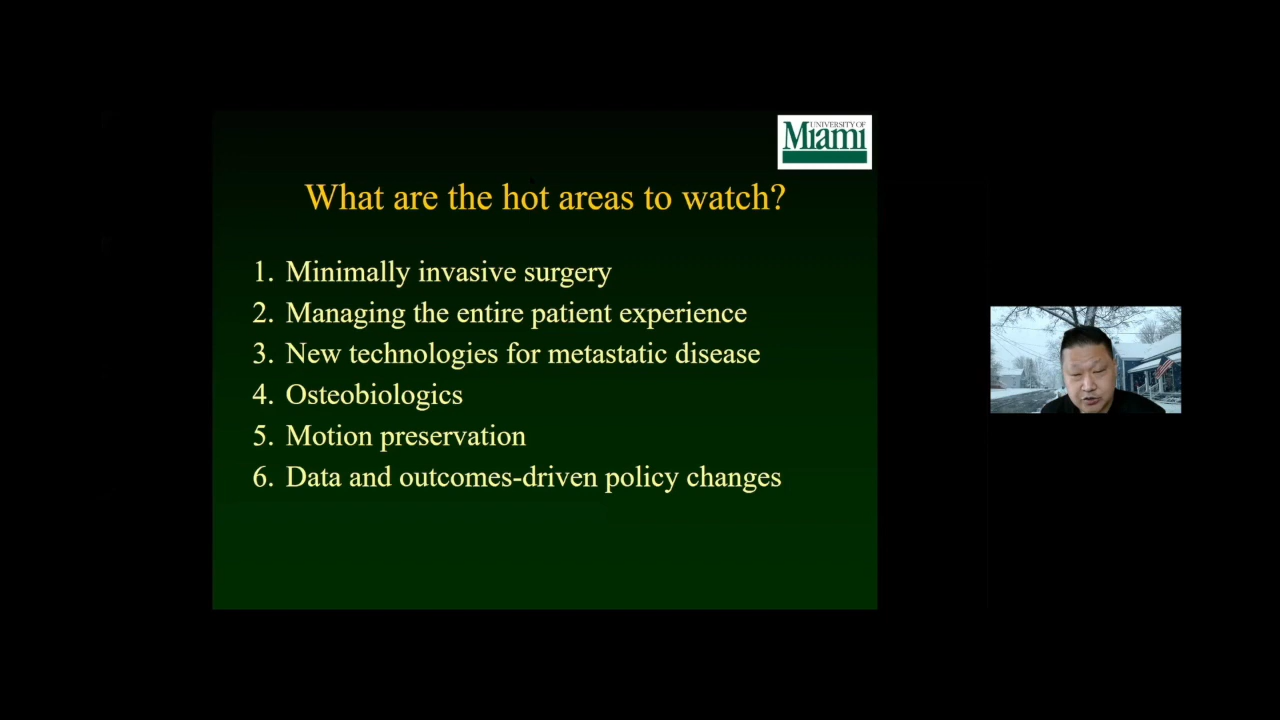 UNIVERSITY OF
Miami
What are the hot areas to watch?
1. Minimally invasive surgery
2. Managing the entire patient experience
3. New technologies for metastatic disease
4. Osteobiologics
5. Motion preservation
6. Data and outcomes-driven policy changes